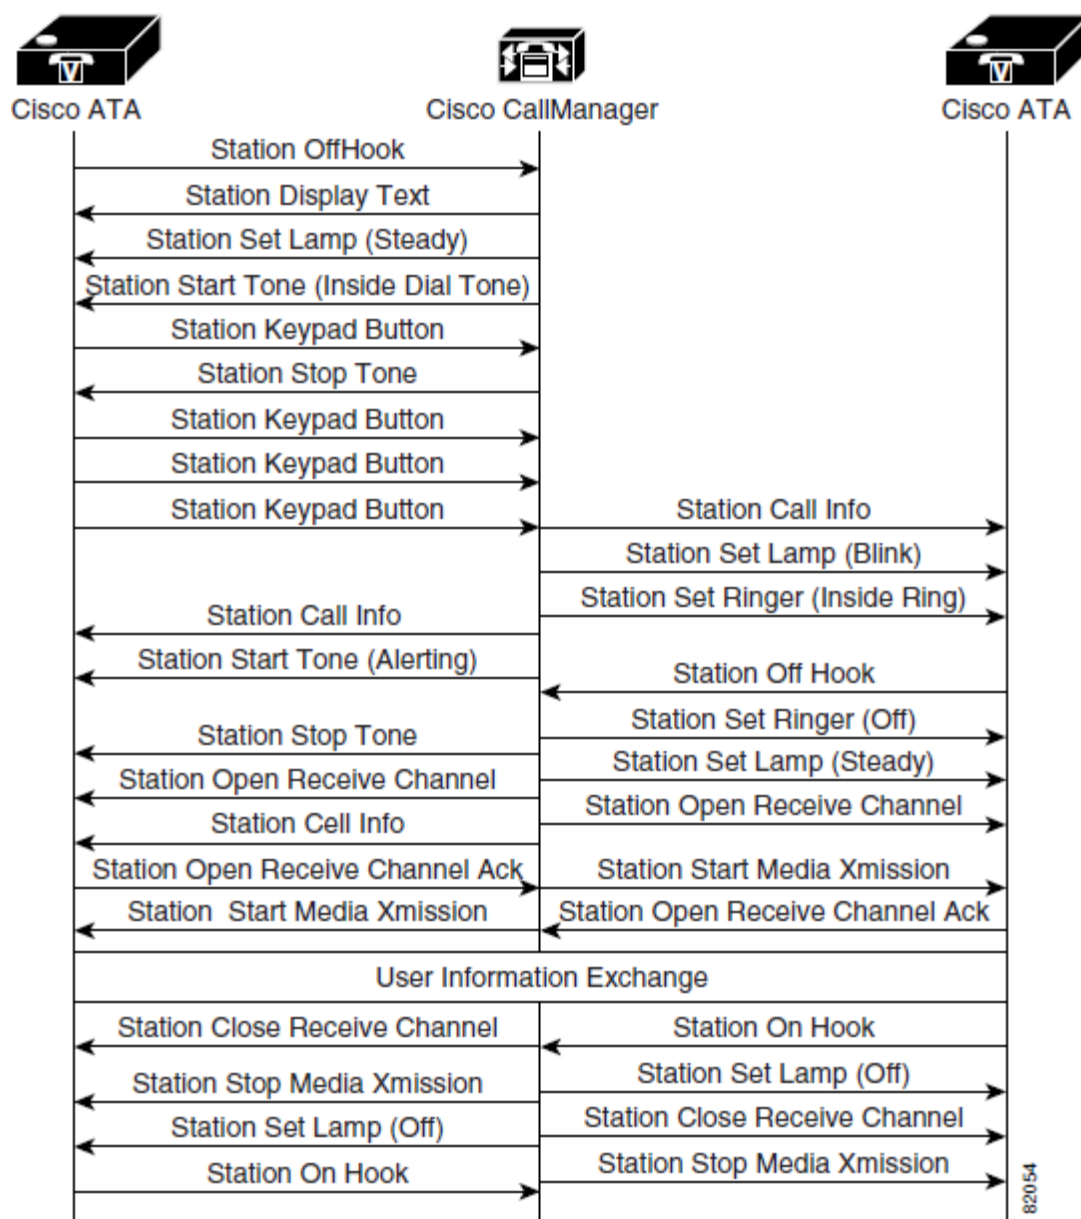 Cisco ATA
Cisco CallManager
Cisco ATA
Station OffHook
Station Display Text
Station Set Lamp (Steady)
Station Start Tone (Inside Dial Tone)
Station Keypad Button
Station Stop Tone
Station Keypad Button
Station Keypad Button
Station Keypad Button
Station Call Info
Station Set Lamp (Blink)
Station Set Ringer (Inside Ring)
Station Call Info
Station Start Tone (Alerting)
Station Off Hook
Station Set Ringer (Off)
Station Stop Tone
Station Set Lamp (Steady)
Station Open Receive Channel
Station Open Receive Channel
Station Cell Info
Station Open Receive Channel Ack
Station Start Media Xmission
Station Start Media Xmission
Station Open Receive Channel Ack
User Information Exchange
Station Close Receive Channel
Station On Hook
Station Set Lamp (Off)
Station Stop Media Xmission
Station Close Receive Channel
Station Set Lamp (Off)
Station Stop Media Xmission
Station On Hook
82054